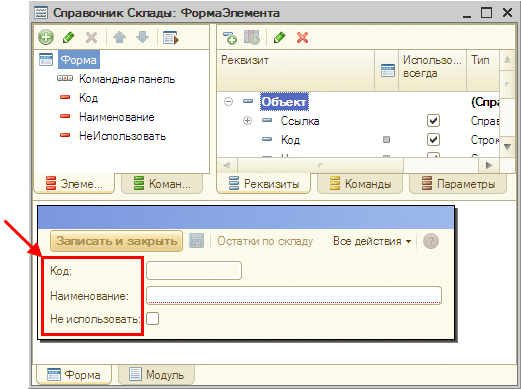 Справочник Склады: ФормаЭлемента
Форма
Командная панель
Код
Наименование
НеИспользовать
Элеме...
Коман...
Реквизит
Использо... всегда
Тип
Объект
(Спра
Ссылка
Справ
Код
Строк
Реквизиты
Команды
Параметры
Записать и закрыть
Остатки по складу
Все действия
?
Код:
Наименование:
Не использовать:
Форма
Модуль